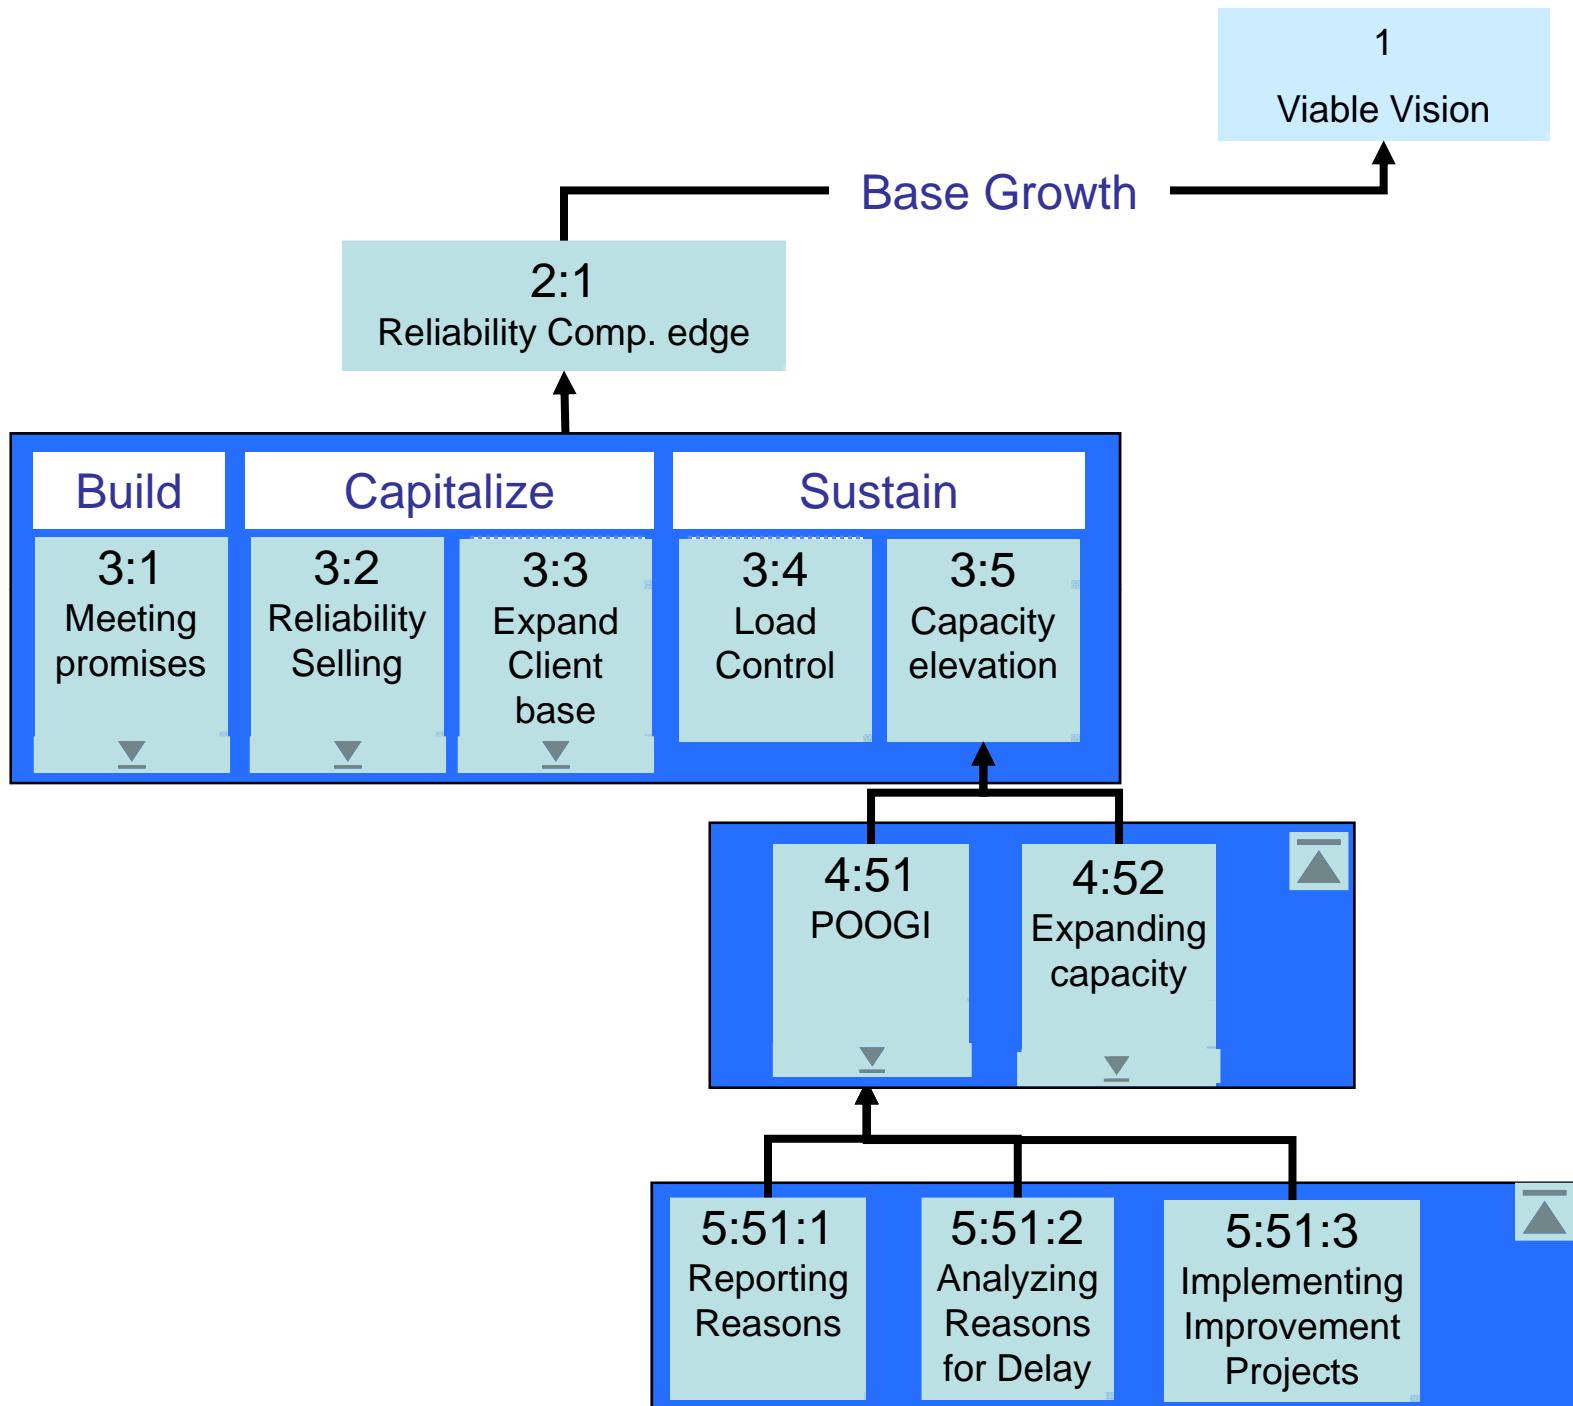 1
Viable Vision
Base Growth
2:1
Reliability Comp. edge
Build
Capitalize
Sustain
3:1
Meeting
promises
3:2
Reliability
Selling
3:3
Expand
Client
base
3:4
Load
Control
3:5
Capacity
elevation
4:51
POOGI
4:52
Expanding
capacity
5:51:1
Reporting
Reasons
5:51:2
Analyzing
Reasons
for Delay
5:51:3
Implementing
Improvement
Projects